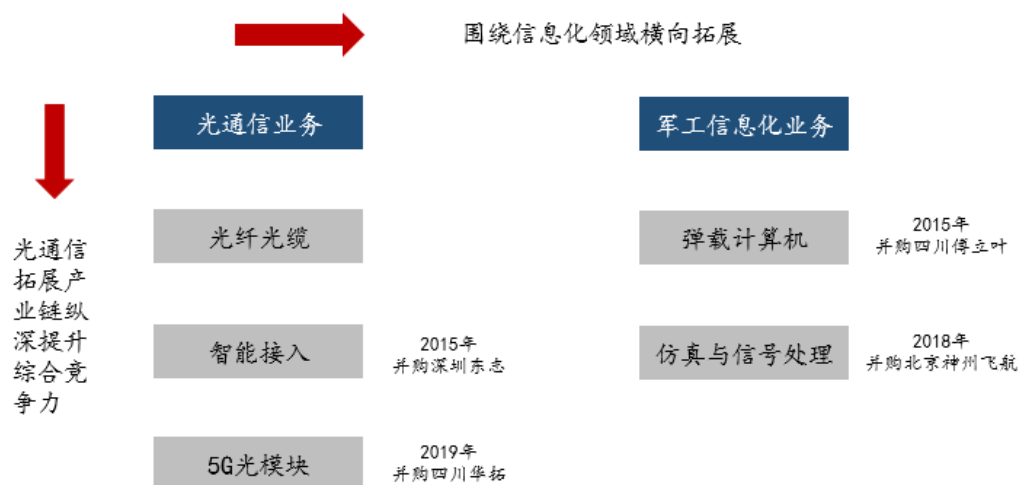 围绕信息化领域横向拓展
光通信业务
军工信息化业务
光通信
拓展产
业链纵
深提升
综合竞
争力
光纤光缆
弹载计算机
2015年
并购四川傅立叶
智能接入
2015年
并购深圳东志
仿真与信号处理
2018年
并购北京神州飞航
5G光模块
2019年
并购四川华拓